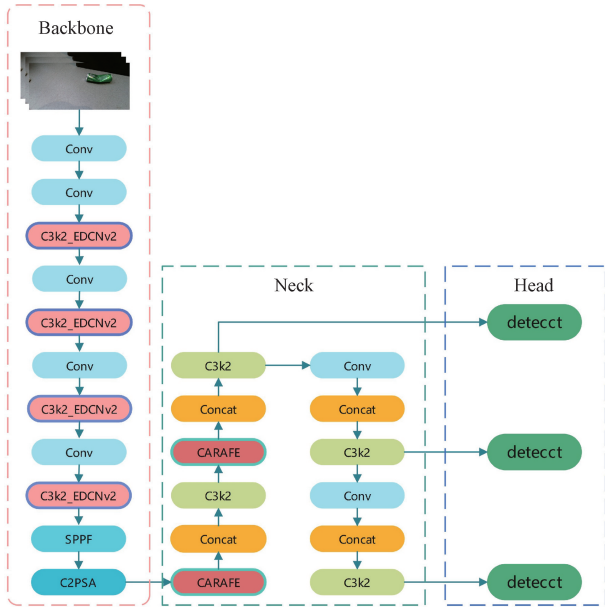 Backbone
Conv
Conv
C3k2_EDCNv2
Conv
C3k2_EDCNv2
Conv
C3k2_EDCNv2
Conv
C3k2_EDCNv2
SPPF
C2PSA
Neck
C3k2
Concat
CARAFE
C3k2
Concat
CARAFE
Conv
Concat
C3k2
Conv
Concat
C3k2
Head
detecct
detecct
detecct